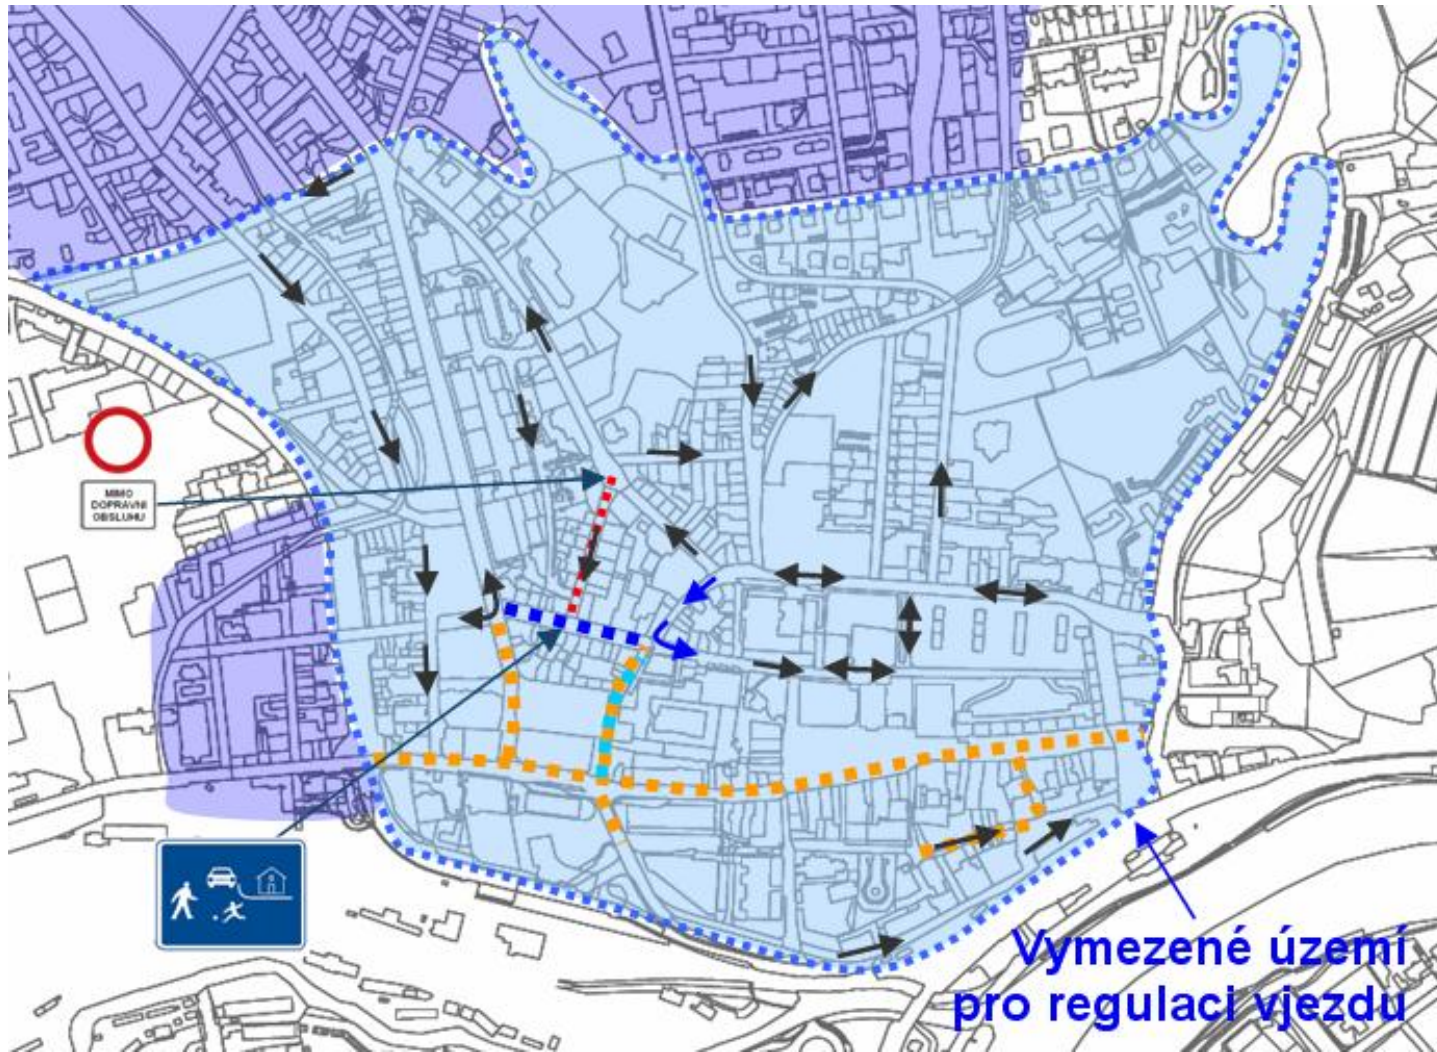 MIMO
DOPRAVNÍ
OBSLUHU
Vymezené území
pro regulaci vjezdu